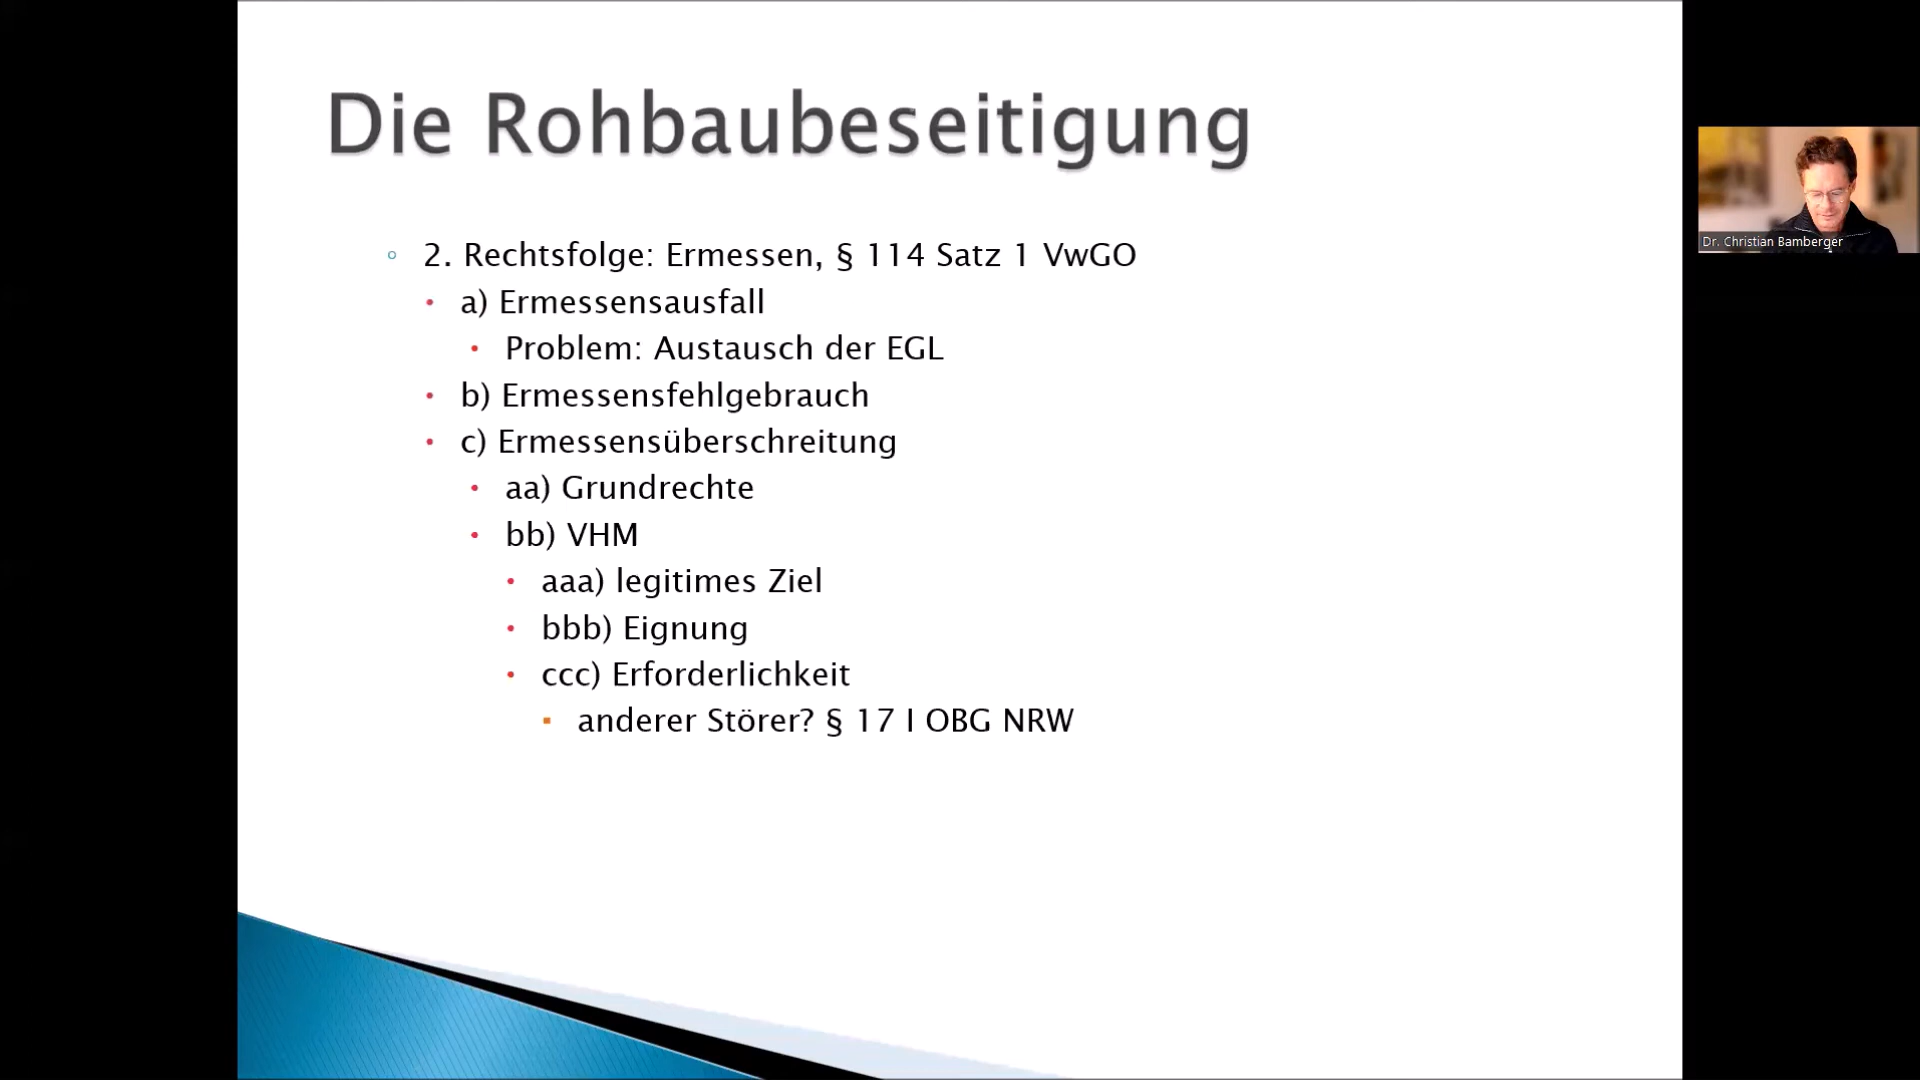 Die Rohbaubeseitigung
2. Rechtsfolge: Ermessen, § 114 Satz 1 VwGO
a) Ermessensausfall
Problem: Austausch der EGL
b) Ermessensfehlgebrauch
c) Ermessensüberschreitung
aa) Grundrechte
bb) VHM
aaa) legitimes Ziel
bbb) Eignung
ccc) Erforderlichkeit
anderer Störer? § 17 I OBG NRW
Dr. Christian Bamberger